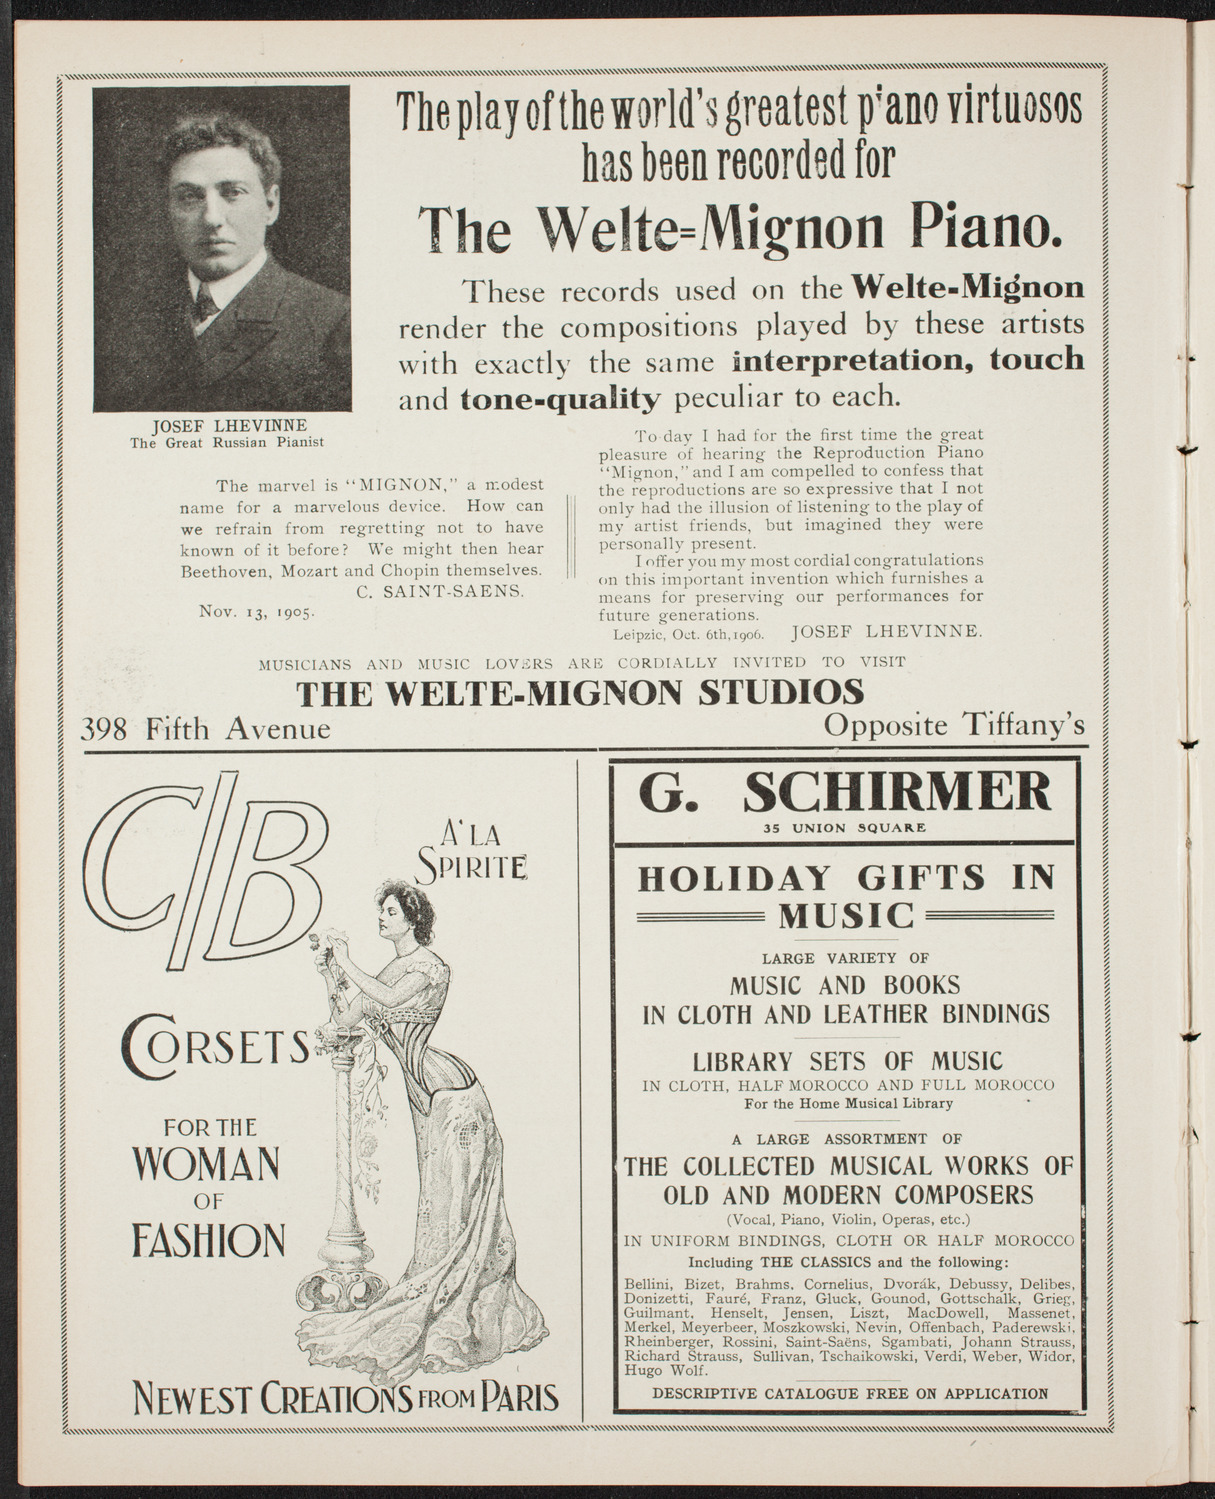 The play of the world's greatest piano virtuosos
has been recorded for
The Welte-Mignon Piano.
These records used on the Welte-Mignon
render the compositions played by these artists
with exactly the same interpretation, touch
and tone-quality peculiar to each.
JOSEF LHEVINNE
The Great Russian Pianist
The marvel is "MIGNON," a modest
name for a marvelous device. How can
we refrain from regretting not to have
known of it before? We might then hear
Beethoven, Mozart and Chopin themselves.
C. SAINT-SAENS.
Nov. 13, 1905.
To-day I had for the first time the great
pleasure of hearing the Reproduction Piano
"Mignon," and I am compelled to confess that
the reproductions are so expressive that I not
only had the illusion of listening to the play of
my artist friends, but imagined they were
personally present.
I offer you my most cordial congratulations
on this important invention which furnishes a
means for preserving our performances for
future generations.
Leipzic, Oct. 6th, 1906. JOSEF LHEVINNE.
MUSICIANS AND MUSIC LOVERS ARE CORDIALLY INVITED TO VISIT
THE WELTE-MIGNON STUDIOS
398 Fifth Avenue Opposite Tiffany's
C/B
A' LA
SPIRITE
CORSETS
FOR THE
WOMAN
OF
FASHION
NEWEST CREATIONS FROM PARIS
G. SCHIRMER
35 UNION SQUARE
HOLIDAY GIFTS IN
MUSIC
LARGE VARIETY OF
MUSIC AND BOOKS
IN CLOTH AND LEATHER BINDINGS
LIBRARY SETS OF MUSIC
IN CLOTH, HALF MOROCCO AND FULL MOROCCO
For the Home Musical Library
A LARGE ASSORTMENT OF
THE COLLECTED MUSICAL WORKS OF
OLD AND MODERN COMPOSERS
(Vocal, Piano, Violin, Operas, etc.)
IN UNIFORM BINDINGS, CLOTH OR HALF MOROCCO
Including THE CLASSICS and the following:
Bellini, Bizet, Brahms, Cornelius, Dvorák, Debussy, Delibes,
Donizetti, Fauré, Franz, Gluck, Gounod, Gottschalk, Grieg,
Guilmant, Henselt, Jensen, Liszt, MacDowell, Massenet,
Merkel, Meyerbeer, Moszkowski, Nevin, Offenbach, Paderewski,
Rheinberger, Rossini, Saint-Saëns, Sgambati, Johann Strauss,
Richard Strauss, Sullivan, Tschaikowski, Verdi, Weber, Widor,
Hugo Wolf.
DESCRIPTIVE CATALOGUE FREE ON APPLICATION